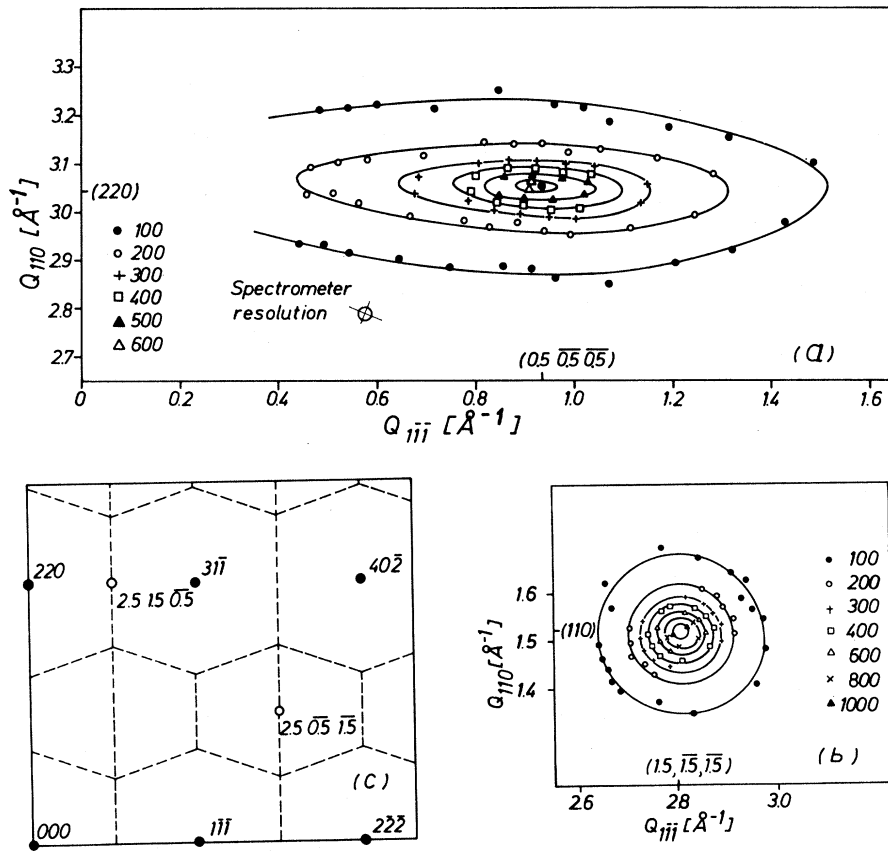 3.3
3.2
3.1
3.0
2.9
2.8
2.7
Q₁₁₀ [Å⁻¹]
(220)
● 100
○ 200
+ 300
□ 400
▲ 500
△ 600
Spectrometer
resolution
(0.5 0̅.5̅ 0̅.5̅)
(a)
0 0.2 0.4 0.6 0.8 1.0 1.2 1.4 1.6
Q₁₁̅₁̅ [Å⁻¹]
220
311̅
402̅
2.5 1.5 0̅.5̅
2.5 0̅.5̅ 1̅.5̅
(c)
000
11̅1̅
22̅2̅
1.6
1.5
1.4
Q₁₁₀ [Å⁻¹]
(110)
● 100
○ 200
+ 300
□ 400
△ 600
× 800
▲ 1000
(1.5, 1̅.5̅, 1̅.5̅)
(b)
2.6 2.8 3.0
Q₁₁̅₁̅ [Å⁻¹]